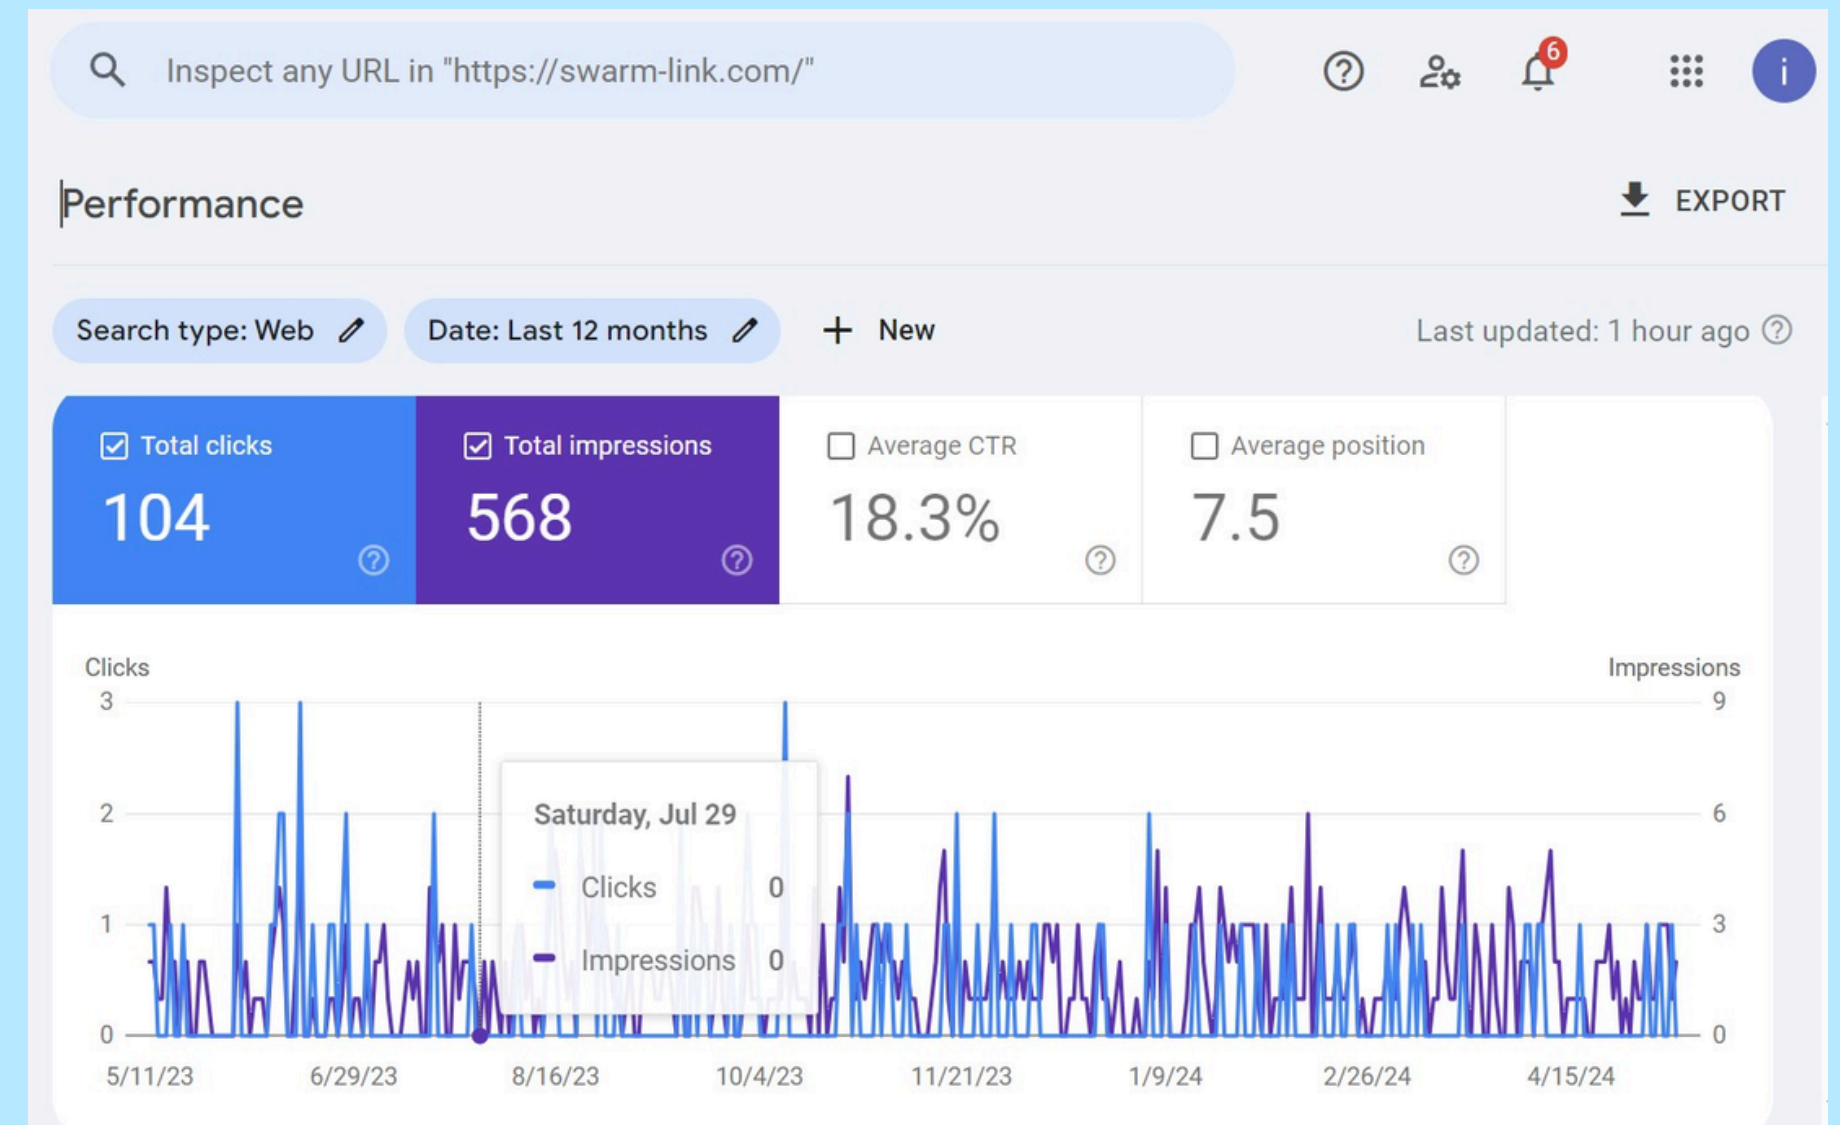 Inspect any URL in "https://swarm-link.com/"
6
i
Performance
EXPORT
Search type: Web
Date: Last 12 months
+ New
Last updated: 1 hour ago
Total clicks
104
Total impressions
568
Average CTR
18.3%
Average position
7.5
Clicks
Impressions
3
9
2
6
1
3
0
0
Saturday, Jul 29
Clicks 0
Impressions 0
5/11/23 6/29/23 8/16/23 10/4/23 11/21/23 1/9/24 2/26/24 4/15/24